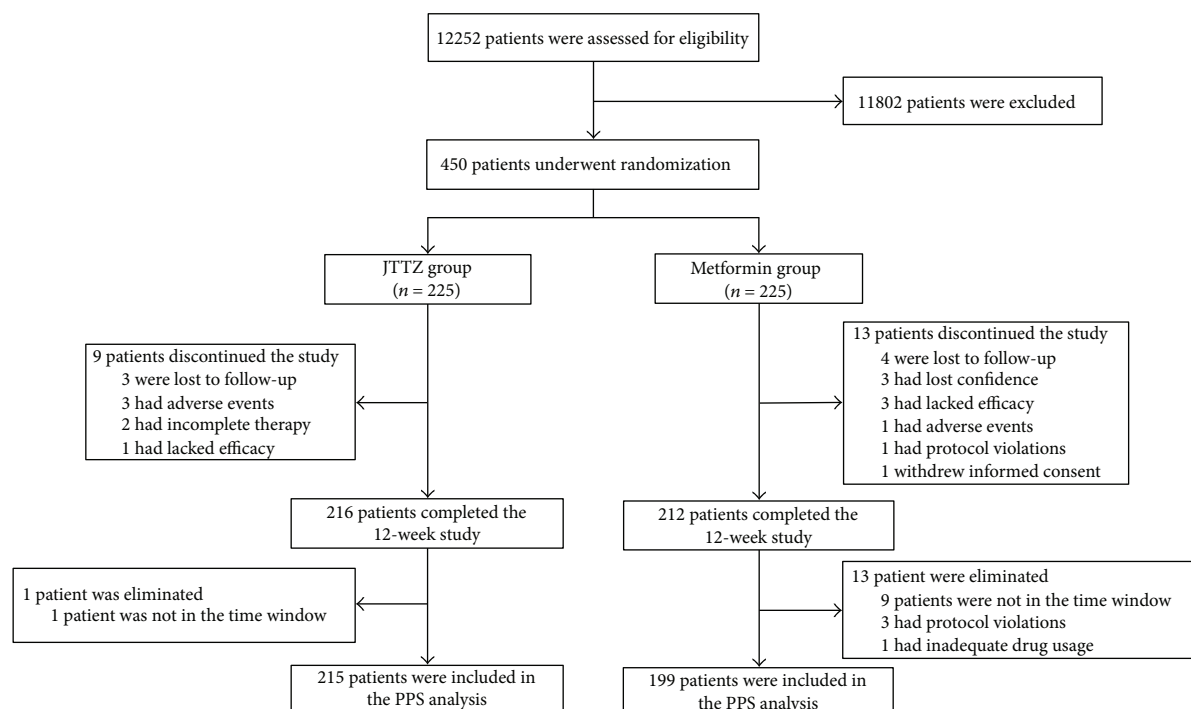 12252 patients were assessed for eligibility
11802 patients were excluded
450 patients underwent randomization
JTTZ group
(n = 225)
Metformin group
(n = 225)
9 patients discontinued the study
3 were lost to follow-up
3 had adverse events
2 had incomplete therapy
1 had lacked efficacy
13 patients discontinued the study
4 were lost to follow-up
3 had lost confidence
3 had lacked efficacy
1 had adverse events
1 had protocol violations
1 withdrew informed consent
216 patients completed the
12-week study
212 patients completed the
12-week study
1 patient was eliminated
1 patient was not in the time window
13 patient were eliminated
9 patients were not in the time window
3 had protocol violations
1 had inadequate drug usage
215 patients were included in
the PPS analysis
199 patients were included in
the PPS analysis